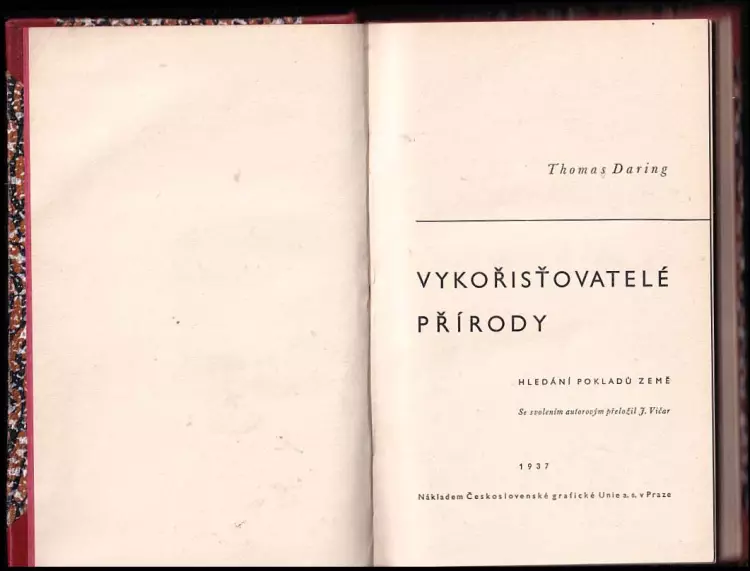 Thomas Daring
VYKOŘISŤOVATELÉ
PŘÍRODY
HLEDÁNÍ POKLADŮ ZEMĚ
Se svolením autorovým přeložil J. Vičar
1937
Nákladem Československé grafické Unie a. s. v Praze